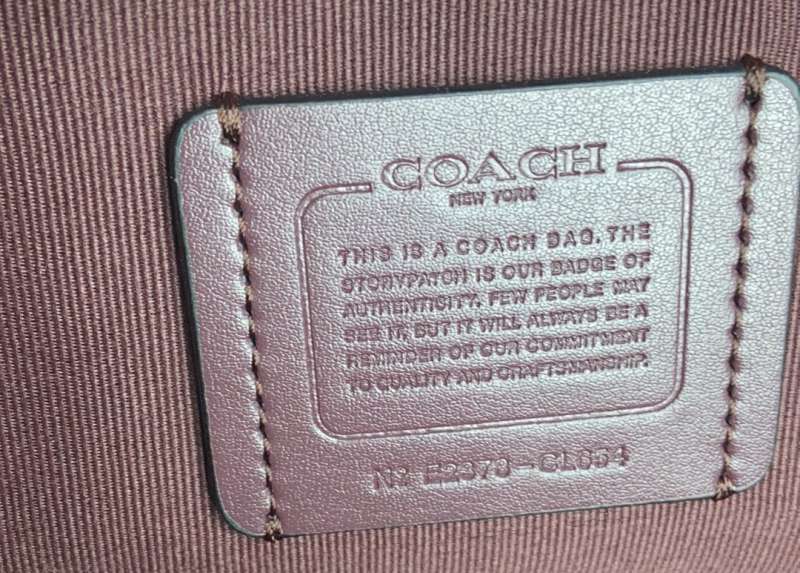 COACH
NEW YORK
THIS IS A COACH BAG. THE
STORYPATCH IS OUR BADGE OF
AUTHENTICITY. FEW PEOPLE MAY
SEE IT, BUT IT WILL ALWAYS BE A
REMINDER OF OUR COMMITMENT
TO QUALITY AND CRAFTSMANSHIP.
Nº